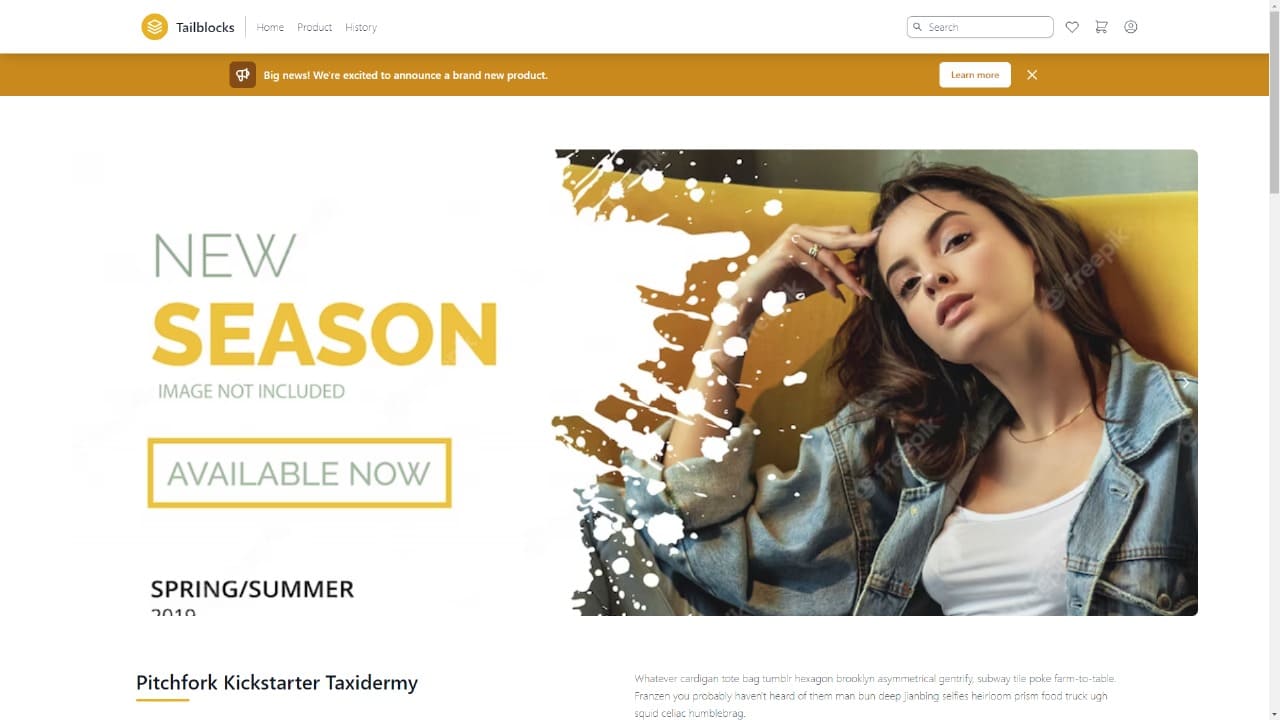 Tailblocks
Home Product History
Search
Big news! We're excited to announce a brand new product.
Learn more
NEW
SEASON
IMAGE NOT INCLUDED
AVAILABLE NOW
SPRING/SUMMER
2019
freepik
freepik
Pitchfork Kickstarter Taxidermy
Whatever cardigan tote bag tumblr hexagon brooklyn asymmetrical gentrify, subway tile poke farm-to-table.
Franzen you probably haven't heard of them man bun deep jianbing selfies heirloom prism food truck ugh
squid celiac humblebrag.